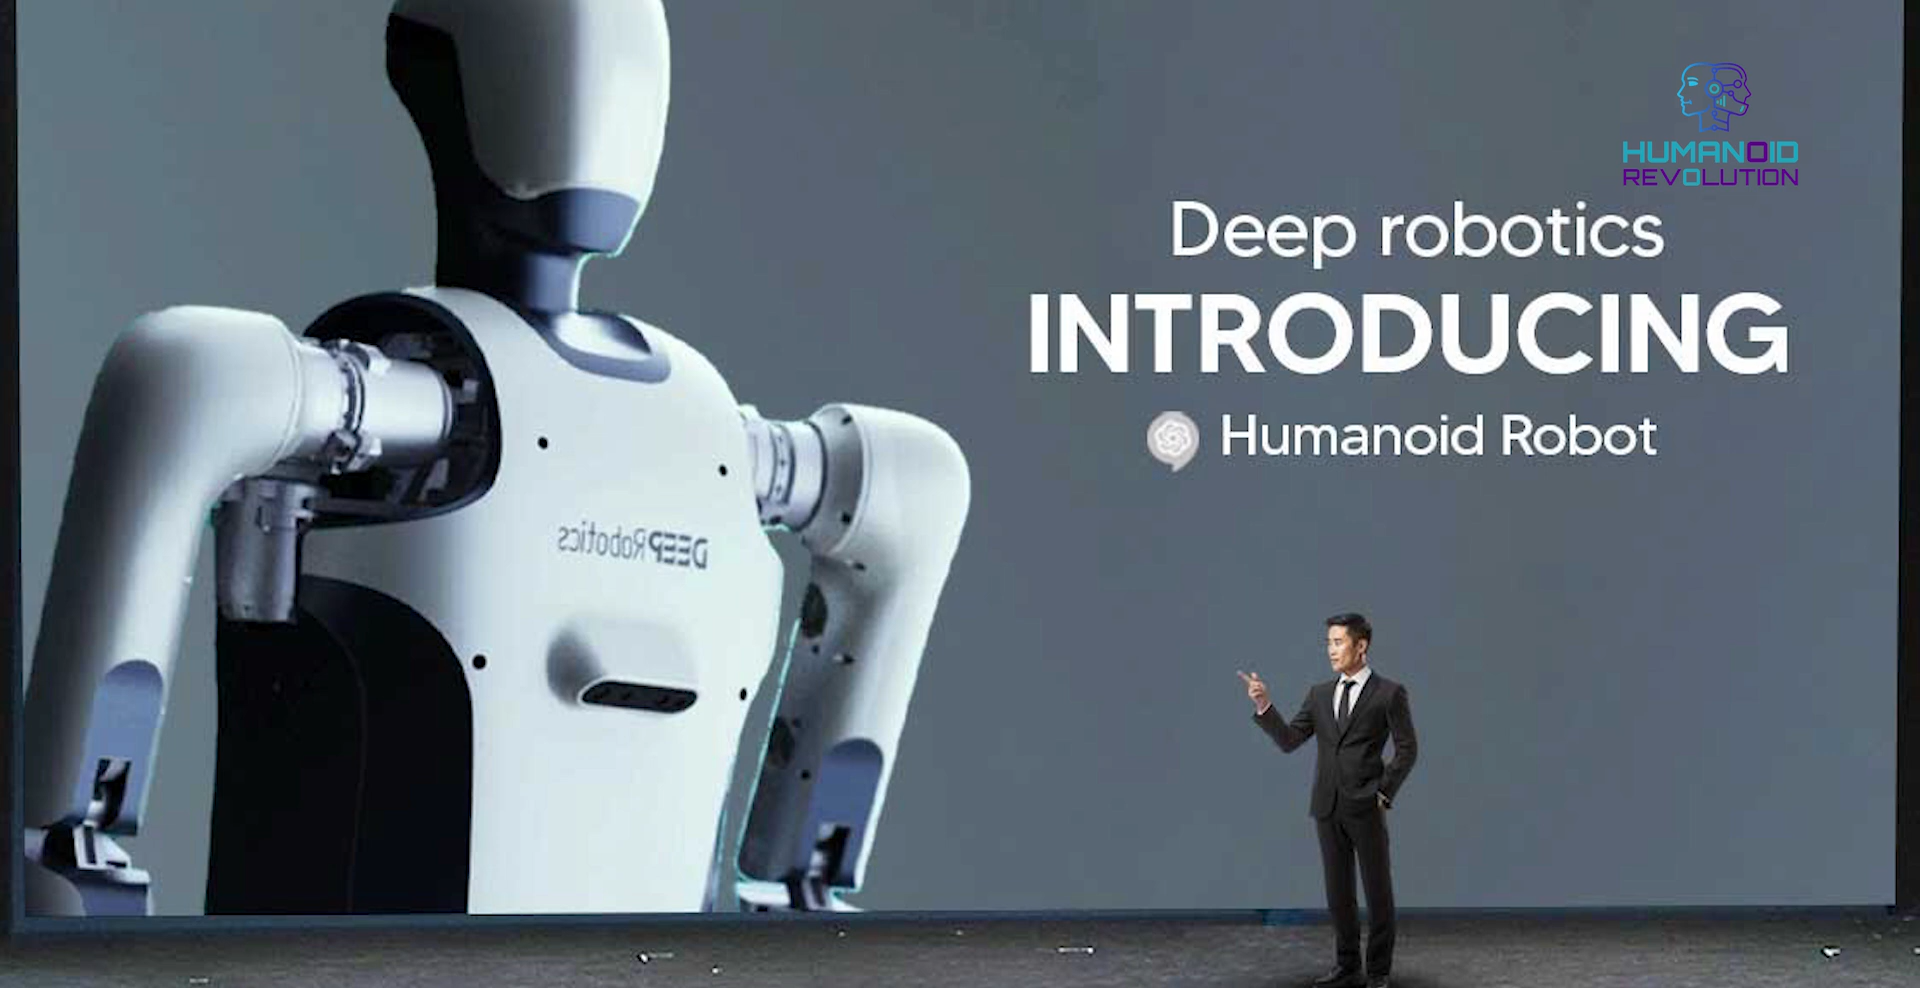 HUMANOID
REVOLUTION
Deep robotics
INTRODUCING
Humanoid Robot
DEEPRobotics